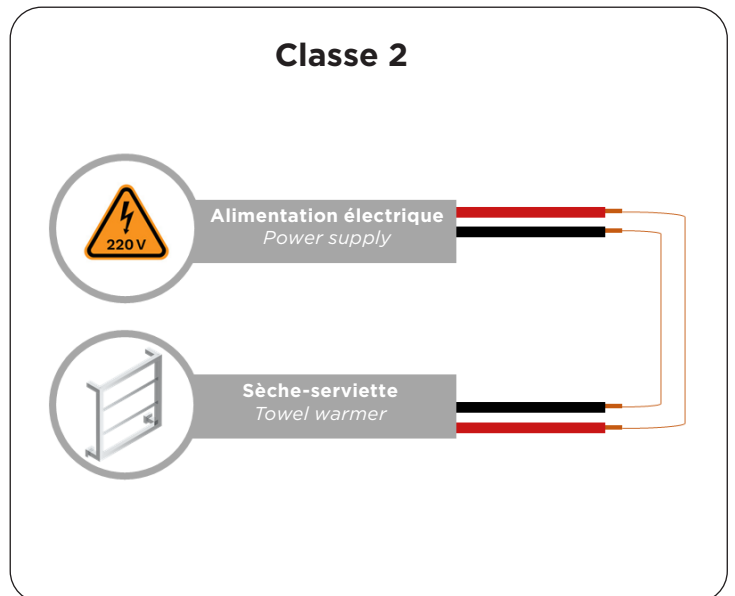 Classe 2
220 V
Alimentation électrique
Power supply
Sèche-serviette
Towel warmer